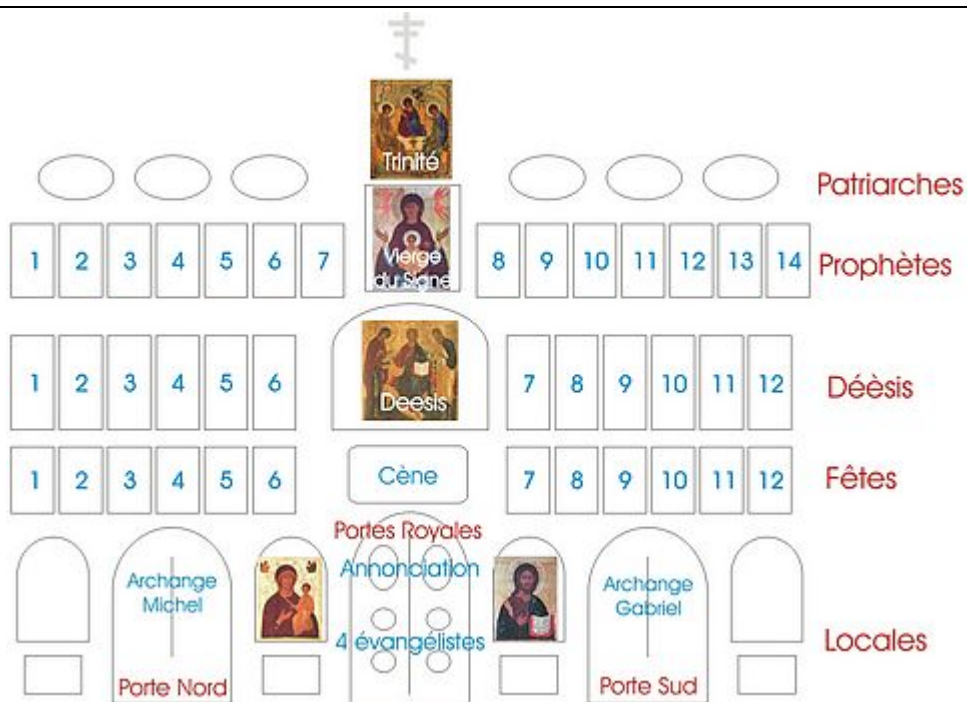 Trinité
Patriarches
1 2 3 4 5 6 7
Vierge
du Signe
8 9 10 11 12 13 14
Prophètes
1 2 3 4 5 6
Deesis
7 8 9 10 11 12
Déèsis
1 2 3 4 5 6
Cène
7 8 9 10 11 12
Fêtes
Portes Royales
Archange
Michel
Annonciation
Archange
Gabriel
4 évangélistes
Locales
Porte Nord
Porte Sud